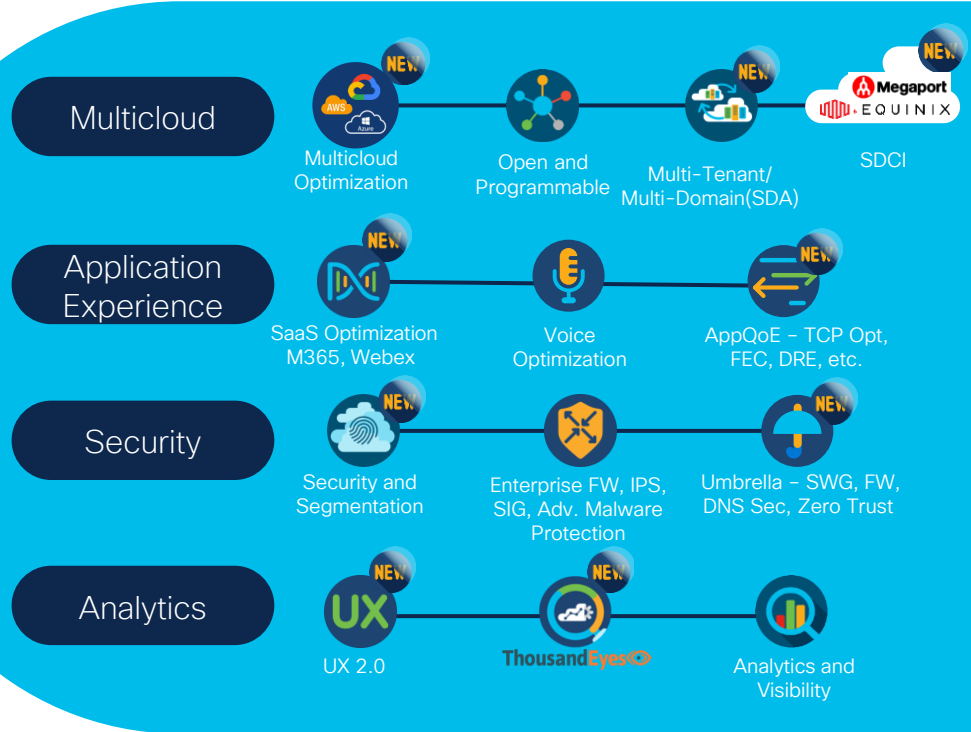 NEW
NEW
NEW
Multicloud
AWS
Azure
Megaport
EQUINIX
Multicloud
Optimization
Open and
Programmable
Multi-Tenant/
Multi-Domain(SDA)
SDCI
NEW
NEW
Application
Experience
SaaS Optimization
M365, Webex
Voice
Optimization
AppQoE – TCP Opt,
FEC, DRE, etc.
NEW
NEW
Security
Security and
Segmentation
Enterprise FW, IPS,
SIG, Adv. Malware
Protection
Umbrella – SWG, FW,
DNS Sec, Zero Trust
NEW
NEW
Analytics
UX
UX 2.0
ThousandEyes
Analytics and
Visibility